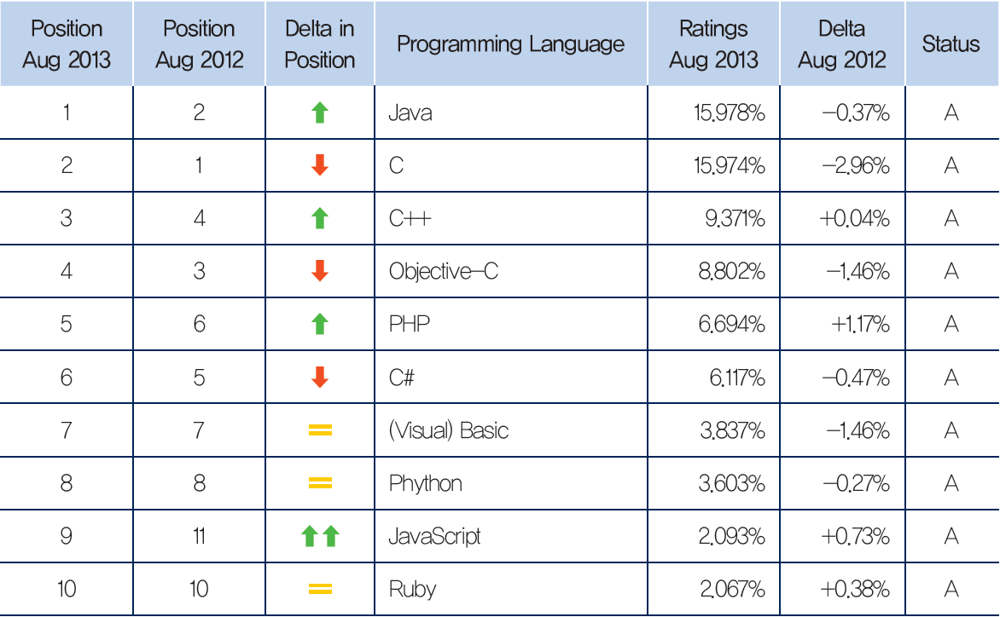 Position Aug 2013 Position Aug 2012 Delta in Position Programming Language Ratings Aug 2013 Delta Aug 2012 Status
1 2 Java 15.978% −0.37% A
2 1 C 15.974% −2.96% A
3 4 C++ 9.371% +0.04% A
4 3 Objective−C 8.802% −1.46% A
5 6 PHP 6.694% +1.17% A
6 5 C# 6.117% −0.47% A
7 7 (Visual) Basic 3.837% −1.46% A
8 8 Phython 3.603% −0.27% A
9 11 JavaScript 2.093% +0.73% A
10 10 Ruby 2.067% +0.38% A